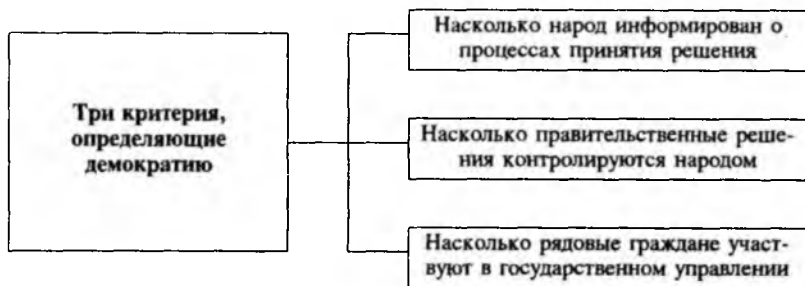 Три критерия,
определяющие
демократию
Насколько народ информирован о
процессах принятия решения
Насколько правительственные реше-
ния контролируются народом
Насколько рядовые граждане участ-
вуют в государственном управлении